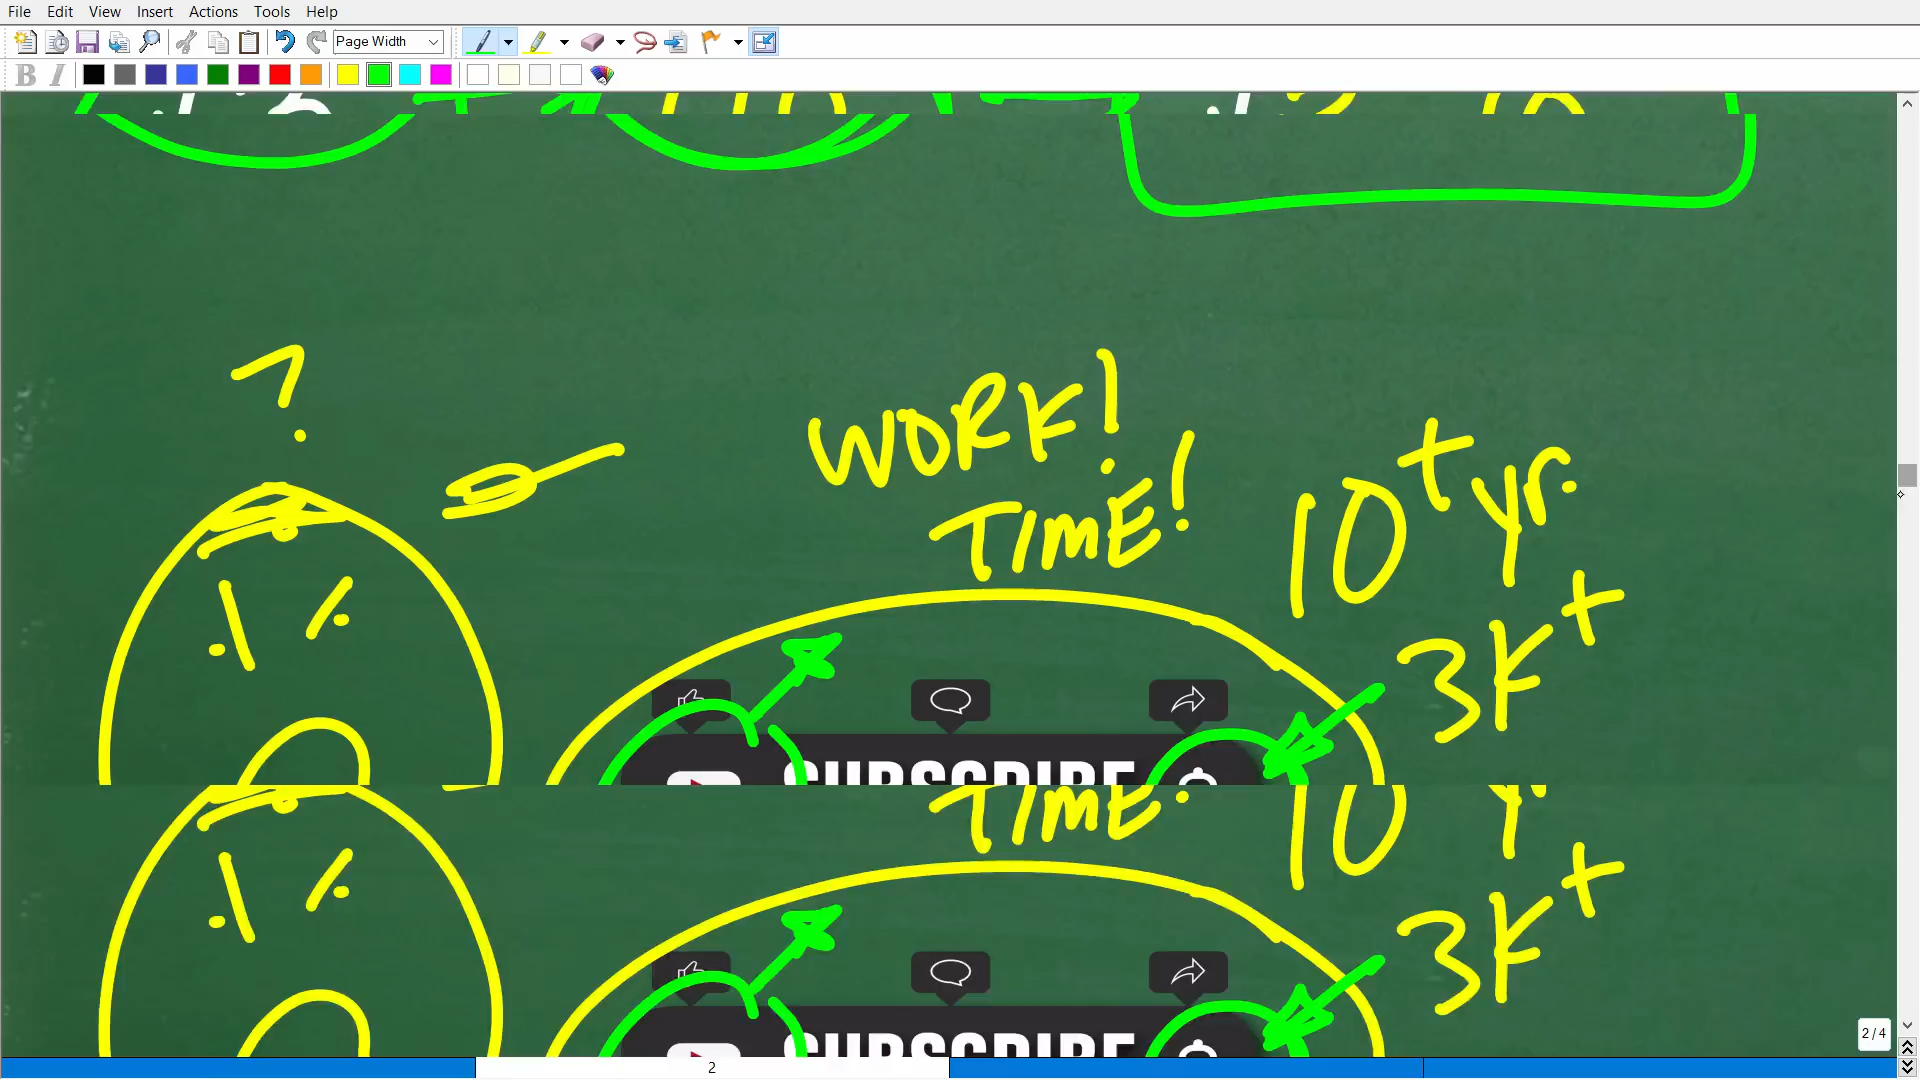 File Edit View Insert Actions Tools Help
Page Width
B I
?
WORK!
TIME!
10+ yr.
3K+
SUBSCRIBE
TIME!
10
3K+
SUBSCRIBE
2 / 4
2